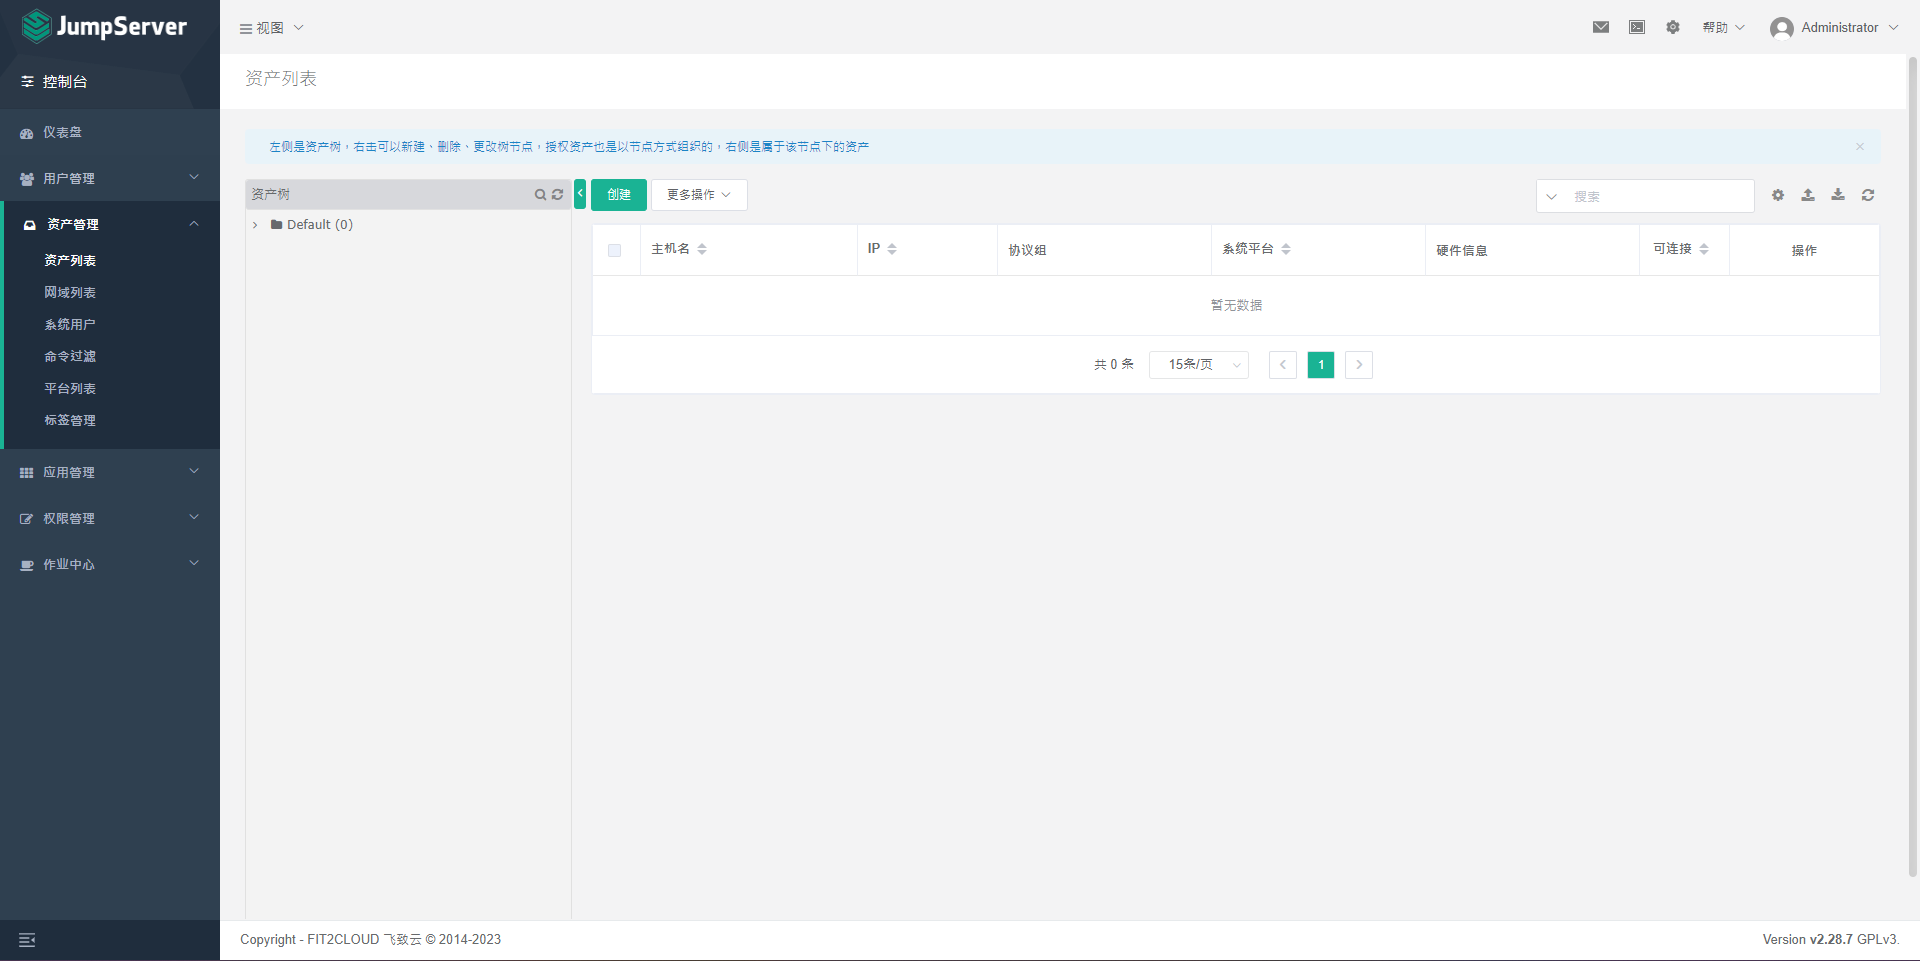 JumpServer
视图
帮助
Administrator
控制台
资产列表
仪表盘
用户管理
资产管理
资产列表
网域列表
系统用户
命令过滤
平台列表
标签管理
应用管理
权限管理
作业中心
左侧是资产树，右击可以新建、删除、更改树节点，授权资产也是以节点方式组织的，右侧是属于该节点下的资产
资产树
Default (0)
创建 更多操作
搜索
主机名 IP 协议组 系统平台 硬件信息 可连接 操作
暂无数据
共 0 条 15条/页 1
Copyright - FIT2CLOUD 飞致云 © 2014-2023
Version v2.28.7 GPLv3.